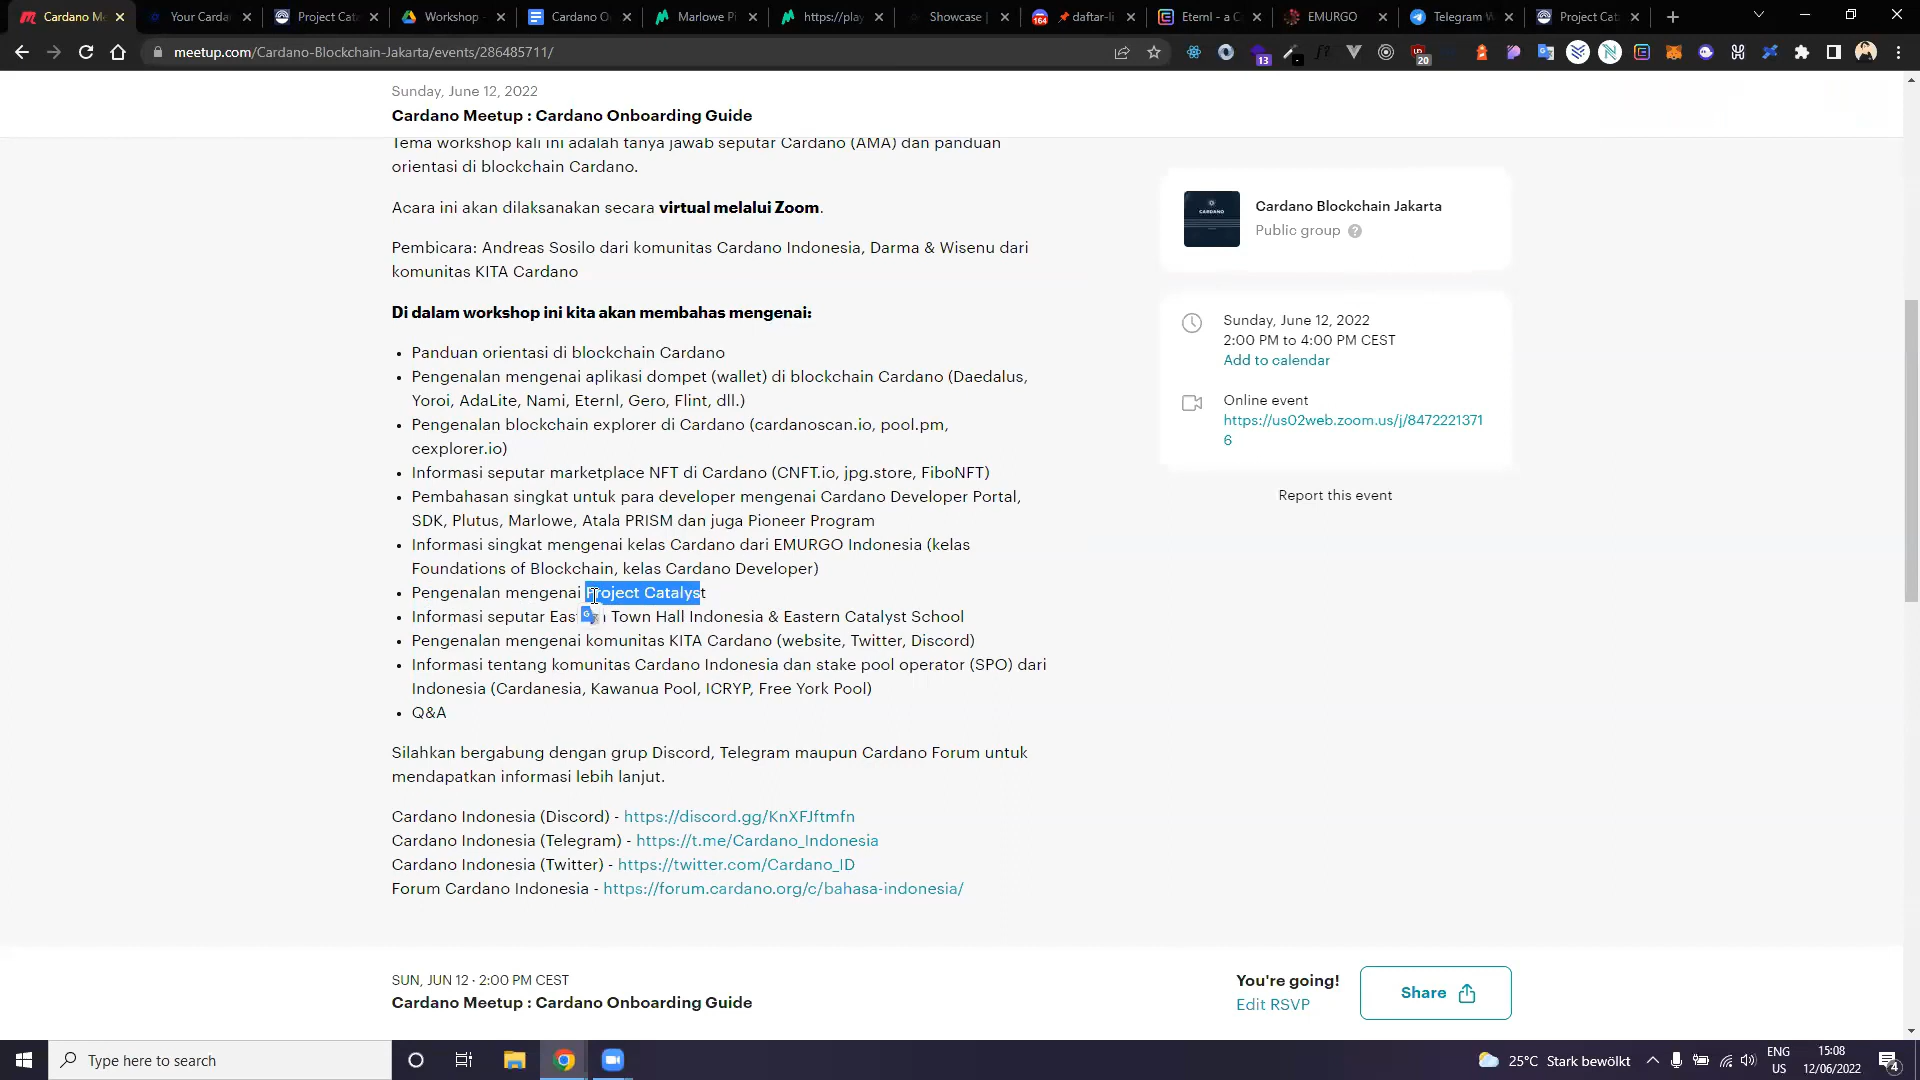 Cardano Me
Your Carda
Project Cata
Workshop -
Cardano O
Marlowe Pl
https://play
Showcase |
daftar-li
Eternl - a C
EMURGO
Telegram W
Project Cat
meetup.com/Cardano-Blockchain-Jakarta/events/286485711/
13
20
Sunday, June 12, 2022
Cardano Meetup : Cardano Onboarding Guide
Tema workshop kali ini adalah tanya jawab seputar Cardano (AMA) dan panduan
orientasi di blockchain Cardano.
Acara ini akan dilaksanakan secara virtual melalui Zoom.
Pembicara: Andreas Sosilo dari komunitas Cardano Indonesia, Darma & Wisenu dari
komunitas KITA Cardano
Di dalam workshop ini kita akan membahas mengenai:
• Panduan orientasi di blockchain Cardano
• Pengenalan mengenai aplikasi dompet (wallet) di blockchain Cardano (Daedalus,
Yoroi, AdaLite, Nami, Eternl, Gero, Flint, dll.)
• Pengenalan blockchain explorer di Cardano (cardanoscan.io, pool.pm,
cexplorer.io)
• Informasi seputar marketplace NFT di Cardano (CNFT.io, jpg.store, FiboNFT)
• Pembahasan singkat untuk para developer mengenai Cardano Developer Portal,
SDK, Plutus, Marlowe, Atala PRISM dan juga Pioneer Program
• Informasi singkat mengenai kelas Cardano dari EMURGO Indonesia (kelas
Foundations of Blockchain, kelas Cardano Developer)
• Pengenalan mengenai Project Catalyst
• Informasi seputar Eastern Town Hall Indonesia & Eastern Catalyst School
• Pengenalan mengenai komunitas KITA Cardano (website, Twitter, Discord)
• Informasi tentang komunitas Cardano Indonesia dan stake pool operator (SPO) dari
Indonesia (Cardanesia, Kawanua Pool, ICRYP, Free York Pool)
• Q&A
Silahkan bergabung dengan grup Discord, Telegram maupun Cardano Forum untuk
mendapatkan informasi lebih lanjut.
Cardano Indonesia (Discord) - https://discord.gg/KnXFJftmfn
Cardano Indonesia (Telegram) - https://t.me/Cardano_Indonesia
Cardano Indonesia (Twitter) - https://twitter.com/Cardano_ID
Forum Cardano Indonesia - https://forum.cardano.org/c/bahasa-indonesia/
CARDANO
Cardano Blockchain Jakarta
Public group ?
Sunday, June 12, 2022
2:00 PM to 4:00 PM CEST
Add to calendar
Online event
https://us02web.zoom.us/j/8472221371
6
Report this event
SUN, JUN 12 · 2:00 PM CEST
Cardano Meetup : Cardano Onboarding Guide
You're going!
Edit RSVP
Share
Type here to search
25°C Stark bewölkt
ENG
US
15:08
12/06/2022
4